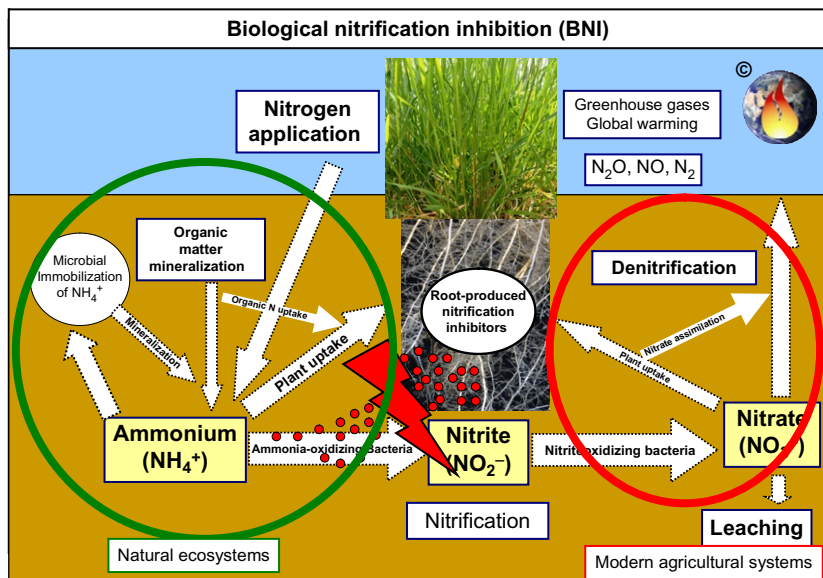 Biological nitrification inhibition (BNI)
©
Nitrogen
application
Greenhouse gases
Global warming
N₂O, NO, N₂
Organic
matter
mineralization
Microbial
Immobilization
of NH₄⁺
Denitrification
Root-produced
nitrification
inhibitors
Organic N uptake
Mineralization
Plant uptake
Nitrate assimilation
Plant uptake
Ammonium
(NH₄⁺)
Ammonia-oxidizing Bacteria
Nitrite
(NO₂⁻)
Nitrite-oxidizing bacteria
Nitrate
Nitrification
Leaching
Natural ecosystems
Modern agricultural systems